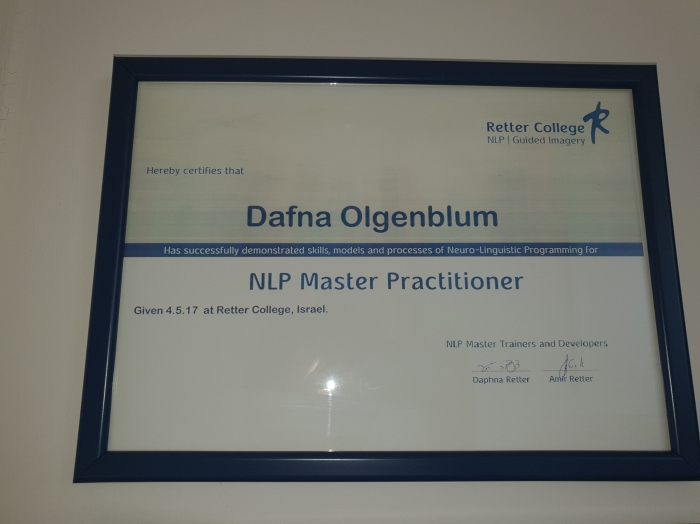 Retter College
NLP | Guided Imagery
Hereby certifies that
Dafna Olgenblum
Has successfully demonstrated skills, models and processes of Neuro-Linguistic Programming for
NLP Master Practitioner
Given 4.5.17 at Retter College, Israel.
NLP Master Trainers and Developers
Daphna Retter Amir Retter